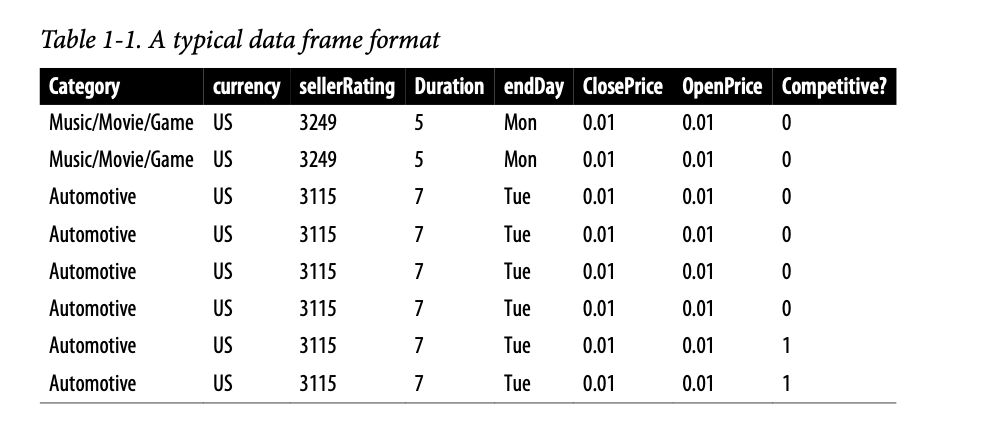 Table 1-1. A typical data frame format
Category currency sellerRating Duration endDay ClosePrice OpenPrice Competitive?
Music/Movie/Game US 3249 5 Mon 0.01 0.01 0
Music/Movie/Game US 3249 5 Mon 0.01 0.01 0
Automotive US 3115 7 Tue 0.01 0.01 0
Automotive US 3115 7 Tue 0.01 0.01 0
Automotive US 3115 7 Tue 0.01 0.01 0
Automotive US 3115 7 Tue 0.01 0.01 0
Automotive US 3115 7 Tue 0.01 0.01 1
Automotive US 3115 7 Tue 0.01 0.01 1